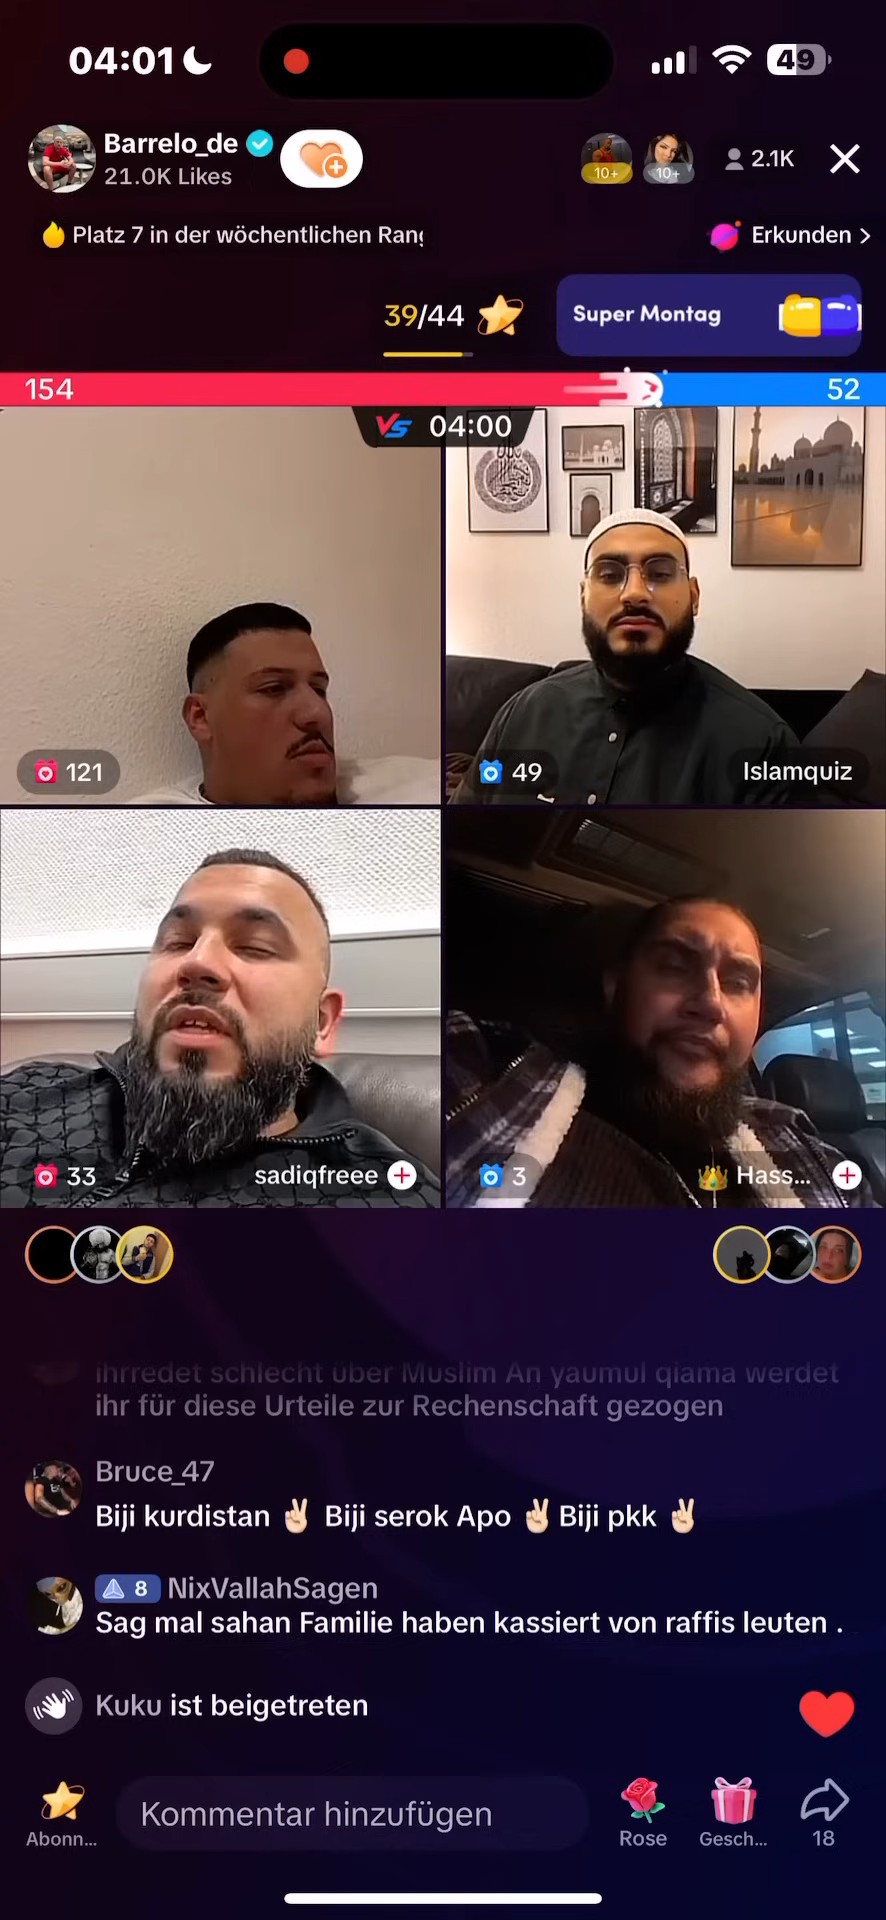 04:01
49
Barrelo_de
21.0K Likes
10+
10+
2.1K
Platz 7 in der wöchentlichen Rang
Erkunden >
39/44
Super Montag
154
52
VS 04:00
121
49
Islamquiz
33
sadiqfreee
3
Hass...
ihrredet schlecht über Muslim An yaumul qiama werdet
ihr für diese Urteile zur Rechenschaft gezogen
Bruce_47
Biji kurdistan ✌🏻 Biji serok Apo ✌🏻 Biji pkk ✌🏻
8 NixVallahSagen
Sag mal sahan Familie haben kassiert von raffis leuten .
Kuku ist beigetreten
Kommentar hinzufügen
Abonn...
Rose
Gesch...
18